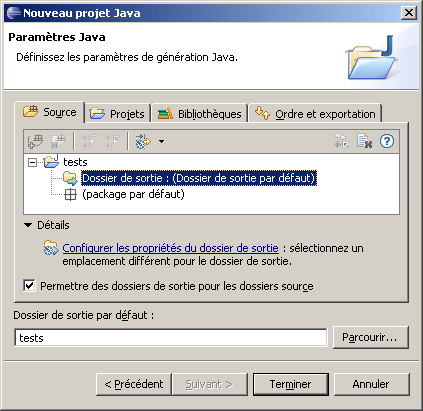 Nouveau projet Java
Paramètres Java
Définissez les paramètres de génération Java.
Source Projets Bibliothèques Ordre et exportation
tests
Dossier de sortie : (Dossier de sortie par défaut)
(package par défaut)
Détails
Configurer les propriétés du dossier de sortie : sélectionnez un
emplacement différent pour le dossier de sortie.
Permettre des dossiers de sortie pour les dossiers source
Dossier de sortie par défaut :
tests
Parcourir...
< Précédent Suivant > Terminer Annuler